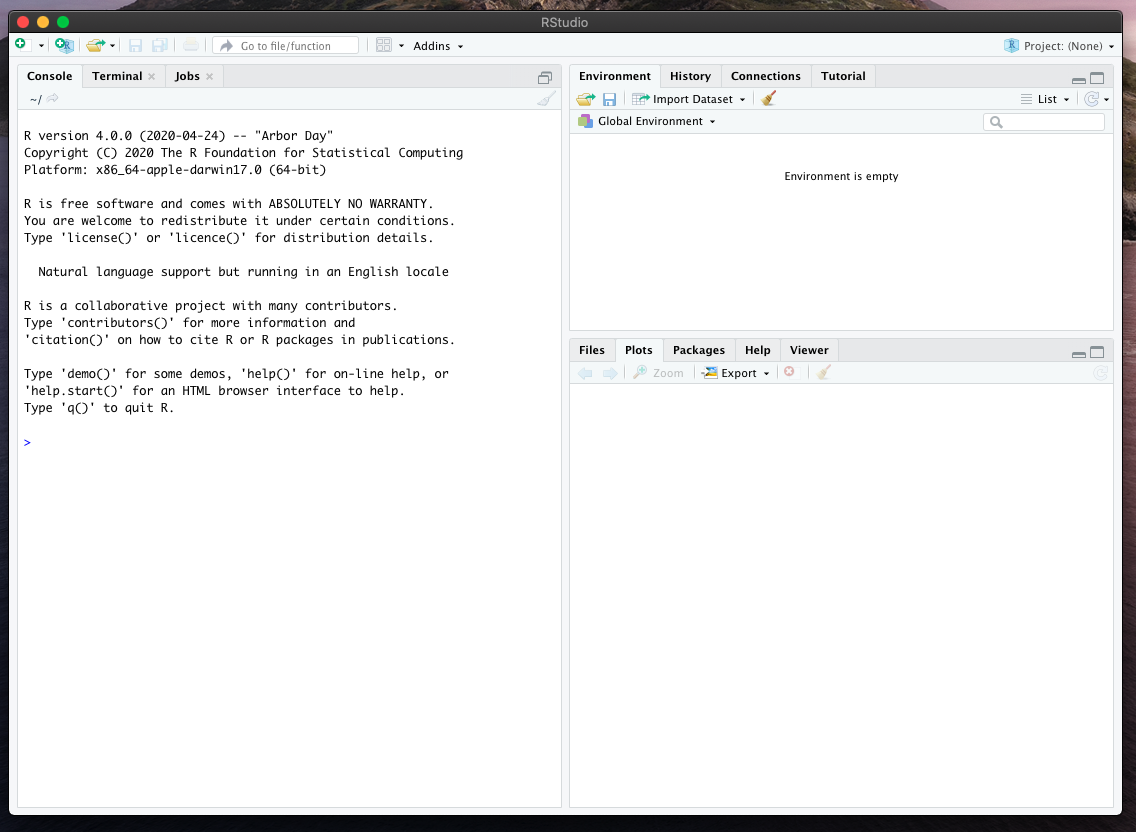 RStudio
Go to file/function
Addins
Project: (None)
Console Terminal Jobs
~/
R version 4.0.0 (2020-04-24) -- "Arbor Day"
Copyright (C) 2020 The R Foundation for Statistical Computing
Platform: x86_64-apple-darwin17.0 (64-bit)
R is free software and comes with ABSOLUTELY NO WARRANTY.
You are welcome to redistribute it under certain conditions.
Type 'license()' or 'licence()' for distribution details.
Natural language support but running in an English locale
R is a collaborative project with many contributors.
Type 'contributors()' for more information and
'citation()' on how to cite R or R packages in publications.
Type 'demo()' for some demos, 'help()' for on-line help, or
'help.start()' for an HTML browser interface to help.
Type 'q()' to quit R.
>
Environment History Connections Tutorial
Import Dataset List
Global Environment
Environment is empty
Files Plots Packages Help Viewer
Zoom Export